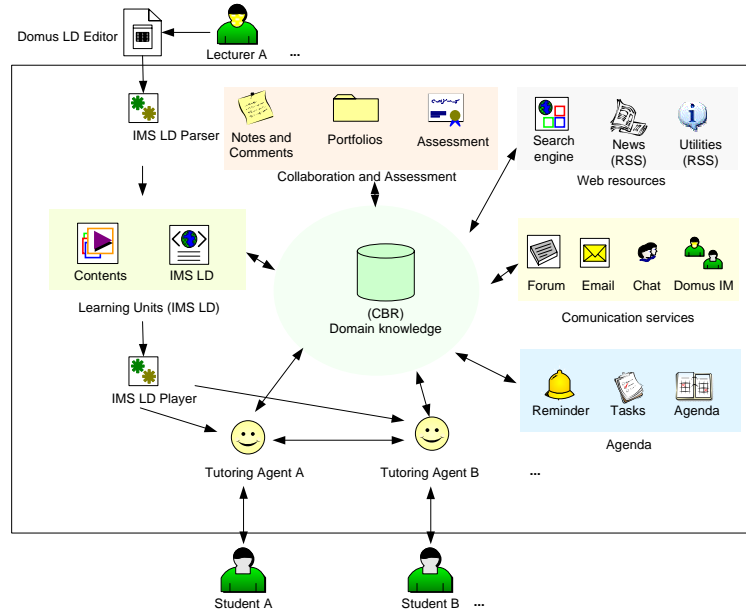 Domus LD Editor
Lecturer A
...
IMS LD Parser
Notes and
Comments
Portfolios
Assessment
Collaboration and Assessment
Search
engine
News
(RSS)
Utilities
(RSS)
Web resources
Contents
IMS LD
Learning Units (IMS LD)
(CBR)
Domain knowledge
Forum
Email
Chat
Domus IM
Comunication services
IMS LD Player
Reminder
Tasks
Agenda
Agenda
Tutoring Agent A
Tutoring Agent B
...
Student A
Student B
...